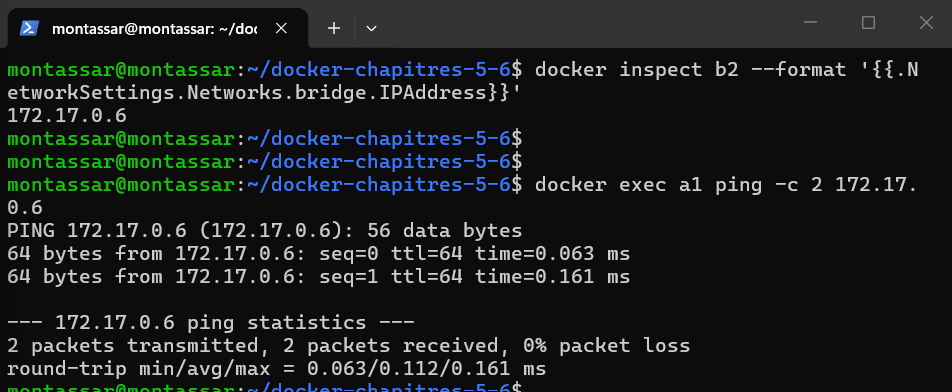 montassar@montassar: ~/doc
montassar@montassar:~/docker-chapitres-5-6$ docker inspect b2 --format '{{.N
etworkSettings.Networks.bridge.IPAddress}}'
172.17.0.6
montassar@montassar:~/docker-chapitres-5-6$
montassar@montassar:~/docker-chapitres-5-6$
montassar@montassar:~/docker-chapitres-5-6$ docker exec a1 ping -c 2 172.17.
0.6
PING 172.17.0.6 (172.17.0.6): 56 data bytes
64 bytes from 172.17.0.6: seq=0 ttl=64 time=0.063 ms
64 bytes from 172.17.0.6: seq=1 ttl=64 time=0.161 ms

--- 172.17.0.6 ping statistics ---
2 packets transmitted, 2 packets received, 0% packet loss
round-trip min/avg/max = 0.063/0.112/0.161 ms
montassar@montassar:~/docker-chapitres-5-6$